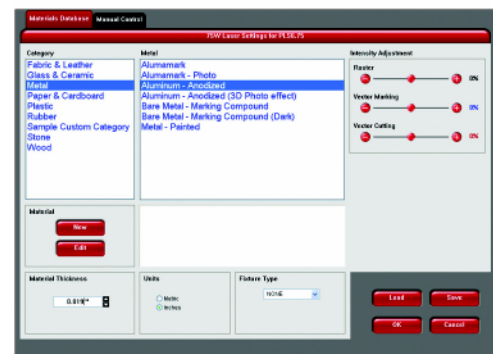 Materials Database Manual Control
75W Laser Settings for PLS6.75
Category
Fabric & Leather
Glass & Ceramic
Metal
Paper & Cardboard
Plastic
Rubber
Sample Custom Category
Stone
Wood
Metal
Alumamark
Alumamark - Photo
Aluminum - Anodized
Aluminum - Anodized (3D Photo effect)
Bare Metal - Marking Compound
Bare Metal - Marking Compound (Dark)
Metal - Painted
Intensity Adjustment
Raster
0%
Vector Marking
0%
Vector Cutting
0%
Material
New
Edit
Material Thickness
Units
Metric
Inches
Fixture Type
NONE
Load Save
OK Cancel